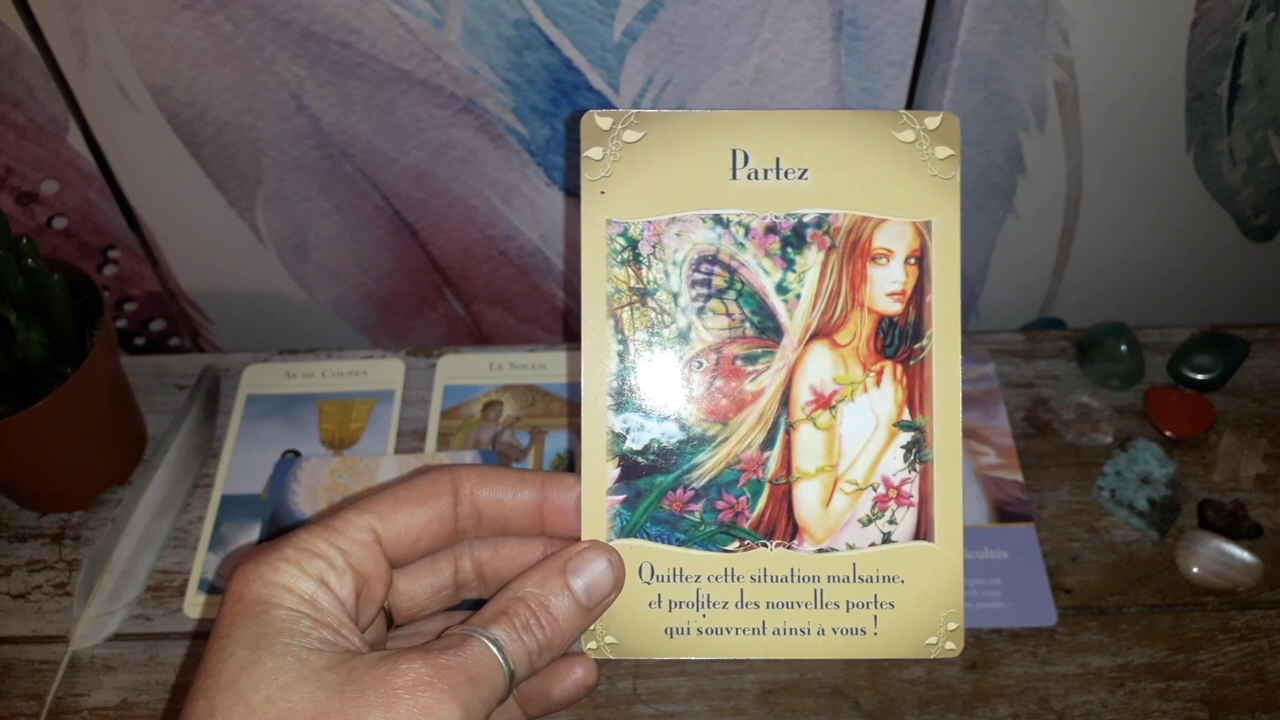 Partez
Quittez cette situation malsaine,
et profitez des nouvelles portes
qui s'ouvrent ainsi à vous !
As de Coupes
Le Soleil